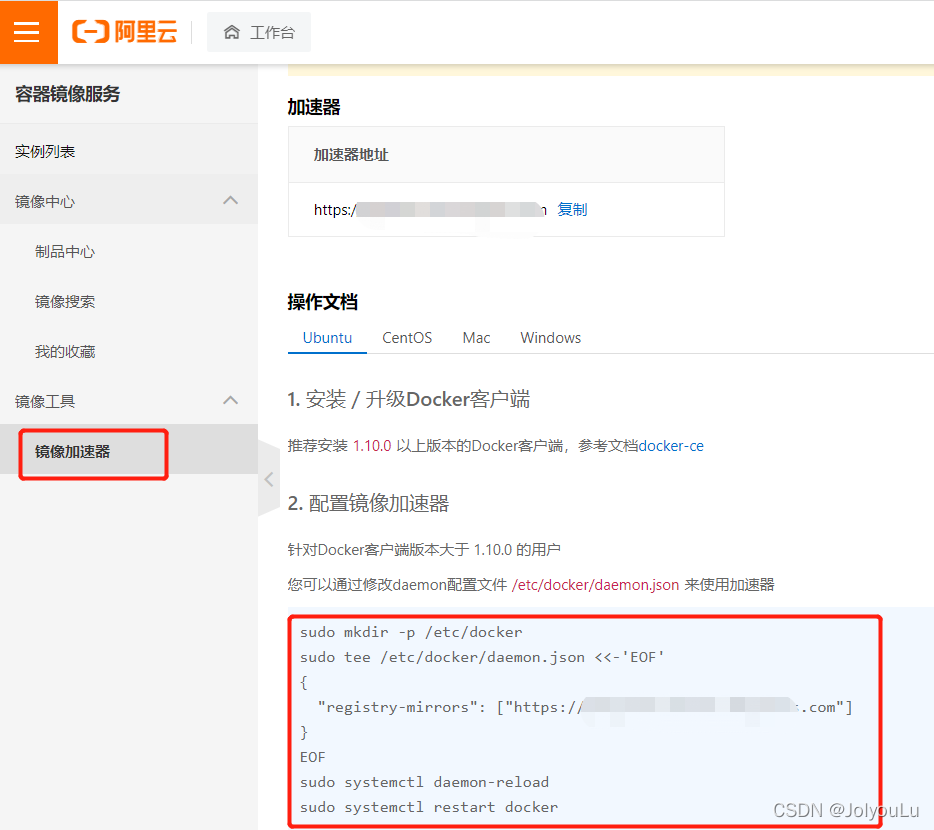 阿里云
工作台
容器镜像服务
实例列表
镜像中心
制品中心
镜像搜索
我的收藏
镜像工具
镜像加速器
加速器
加速器地址
https:/ 复制
操作文档
Ubuntu CentOS Mac Windows
1. 安装 / 升级Docker客户端
推荐安装 1.10.0 以上版本的Docker客户端，参考文档docker-ce
2. 配置镜像加速器
针对Docker客户端版本大于 1.10.0 的用户
您可以通过修改daemon配置文件 /etc/docker/daemon.json 来使用加速器
sudo mkdir -p /etc/docker
sudo tee /etc/docker/daemon.json <<-'EOF'
{
"registry-mirrors": ["https:// .com"]
}
EOF
sudo systemctl daemon-reload
sudo systemctl restart docker
CSDN @JolyouLu